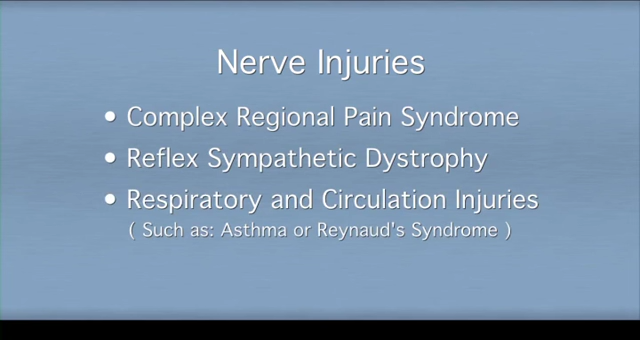 Nerve Injuries
• Complex Regional Pain Syndrome
• Reflex Sympathetic Dystrophy
• Respiratory and Circulation Injuries
( Such as: Asthma or Reynaud's Syndrome )